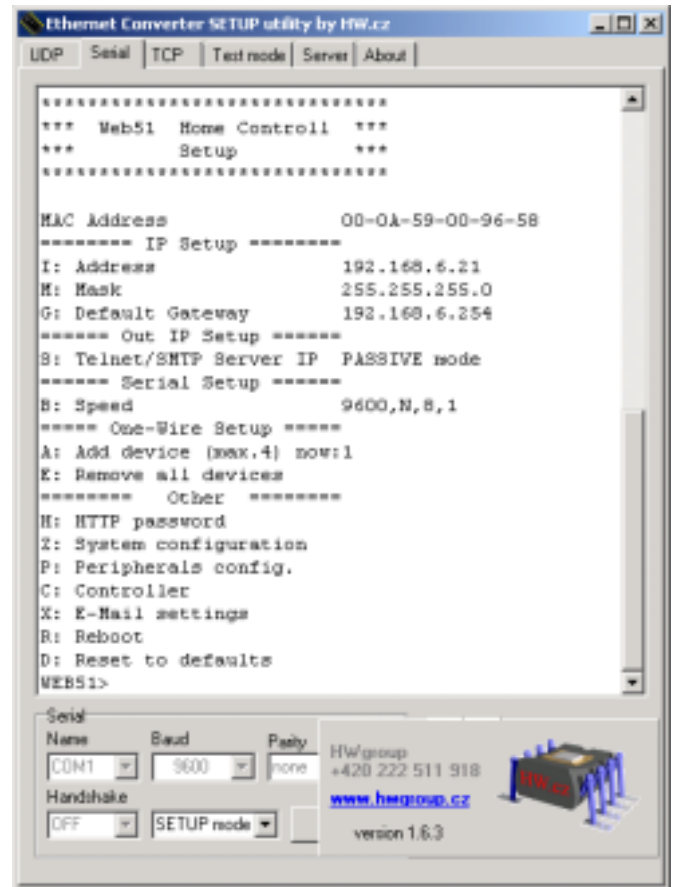 Ethernet Converter SETUP utility by HW.cz
UDP Serial TCP Test mode Server About
******************************
*** Web51 Home Controll ***
*** Setup ***
******************************
MAC Address 00-0A-59-00-96-58
======== IP Setup ========
I: Address 192.168.6.21
M: Mask 255.255.255.0
G: Default Gateway 192.168.6.254
====== Out IP Setup ======
S: Telnet/SMTP Server IP PASSIVE mode
====== Serial Setup ======
B: Speed 9600,N,8,1
===== One-Wire Setup =====
A: Add device (max.4) now:1
E: Remove all devices
======== Other ========
H: HTTP password
Z: System configuration
P: Peripherals config.
C: Controller
X: E-Mail settings
R: Reboot
D: Reset to defaults
WEB51>
Serial
Name Baud Parity
COM1 9600 none
Handshake
OFF SETUP mode
HWgroup
+420 222 511 918
www.hwgroup.cz
version 1.6.3
HW.cz